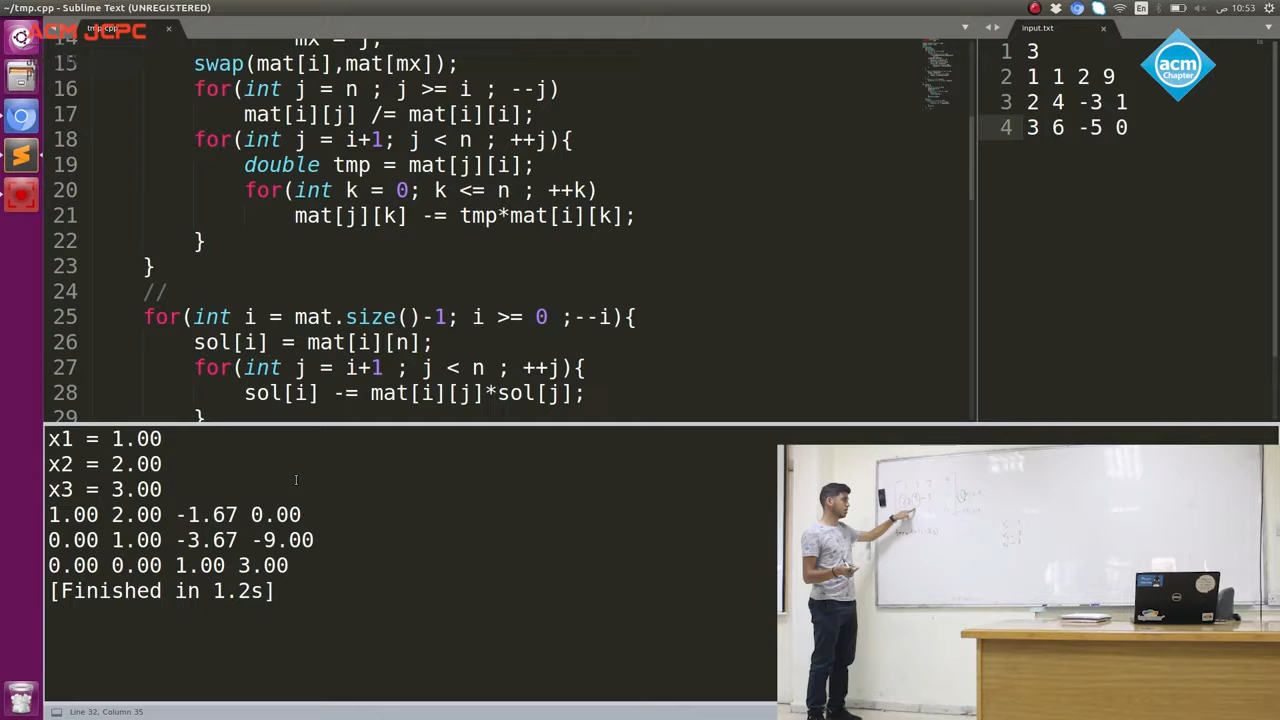 ~/tmp.cpp - Sublime Text (UNREGISTERED)
En
10:53 ص
ACM JCPC
tmp.cpp
input.txt
acm
Chapter
14 mx = j;
15 swap(mat[i],mat[mx]);
16 for(int j = n ; j >= i ; --j)
17 mat[i][j] /= mat[i][i];
18 for(int j = i+1; j < n ; ++j){
19 double tmp = mat[j][i];
20 for(int k = 0; k <= n ; ++k)
21 mat[j][k] -= tmp*mat[i][k];
22 }
23 }
24 //
25 for(int i = mat.size()-1; i >= 0 ;--i){
26 sol[i] = mat[i][n];
27 for(int j = i+1 ; j < n ; ++j){
28 sol[i] -= mat[i][j]*sol[j];
29 }
1 3
2 1 1 2 9
3 2 4 -3 1
4 3 6 -5 0
x1 = 1.00
x2 = 2.00
x3 = 3.00
1.00 2.00 -1.67 0.00
0.00 1.00 -3.67 -9.00
0.00 0.00 1.00 3.00
[Finished in 1.2s]
Line 32, Column 35